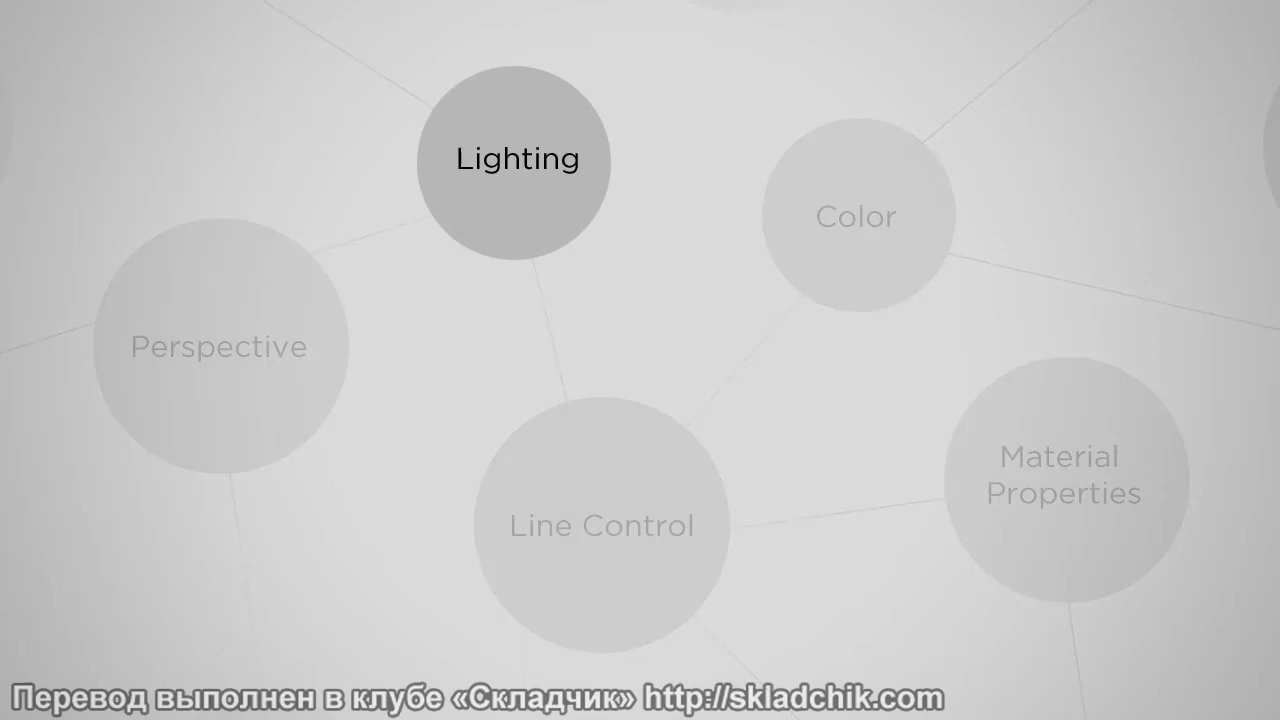 Lighting
Color
Perspective
Material
Properties
Line Control
Перевод выполнен в клубе «Складчик» http://skladchik.com